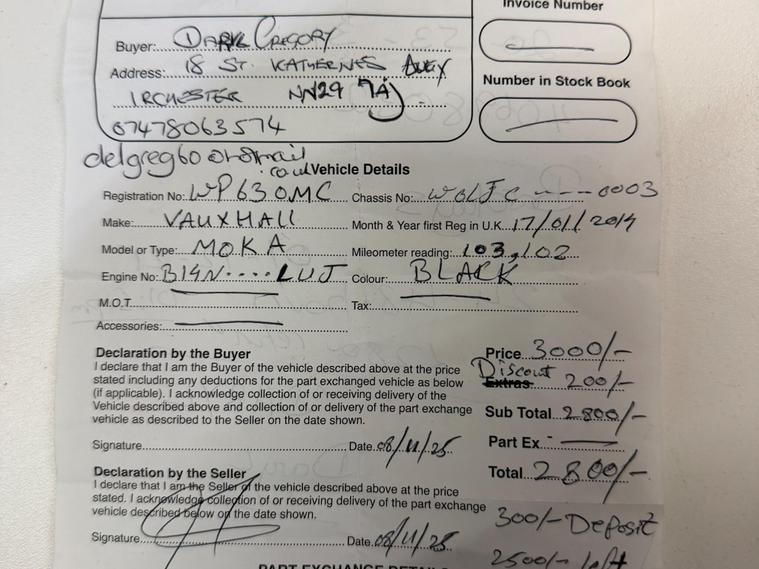 Invoice Number
Buyer: DARYL GREGORY
Address: 18 ST. KATHERNES AVEY
IRCHESTER NN29 7AJ
07478063574
Number in Stock Book
delgreg60 @hotmail
.co.uk
Vehicle Details
Registration No: WP63OMC Chassis No: WOLJC ---- 0003
Make: VAUXHALL Month & Year first Reg in U.K. 17/01/2014
Model or Type: MOKA Mileometer reading: 103,102
Engine No: B14N....LUJ Colour: BLACK
M.O.T. Tax:
Accessories:
Declaration by the Buyer
I declare that I am the Buyer of the vehicle described above at the price
stated including any deductions for the part exchanged vehicle as below
(if applicable). I acknowledge collection of or receiving delivery of the
Vehicle described above and collection of or delivery of the part exchange
vehicle as described to the Seller on the date shown.
Signature Date 08/11/25
Price 3000/-
Discout
Extras 200/-
Sub Total 2800/-
Part Ex -
Total 2800/-
Declaration by the Seller
I declare that I am the Seller of the vehicle described above at the price
stated. I acknowledge collection of or receiving delivery of the part exchange
vehicle described below on the date shown.
Signature Date 08/11/25
300/- Deposit
2500/- left
PART EXCHANGE DETAILS